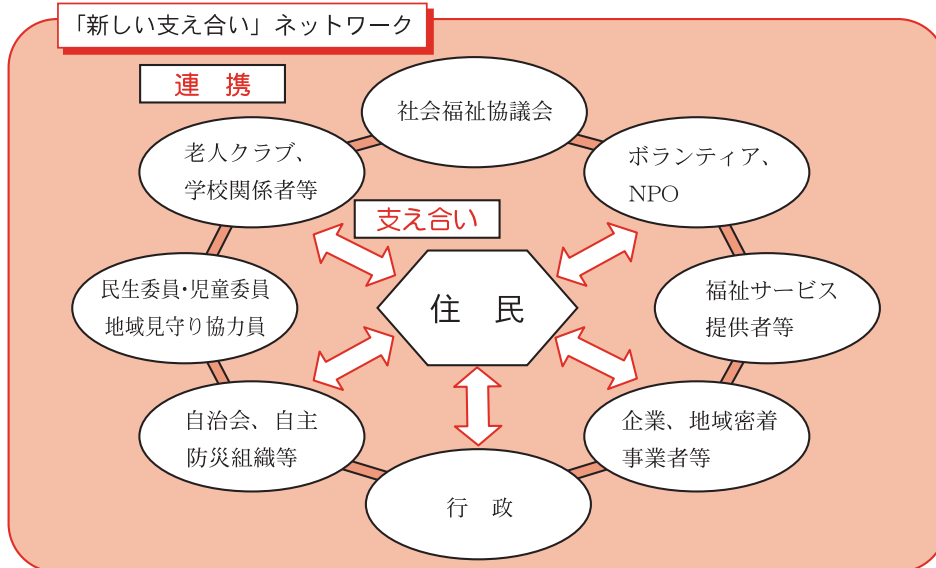 「新しい支え合い」ネットワーク
連 携
社会福祉協議会
老人クラブ、
学校関係者等
ボランティア、
NPO
支え合い
民生委員・児童委員
地域見守り協力員
住 民
福祉サービス
提供者等
自治会、自主
防災組織等
企業、地域密着
事業者等
行 政